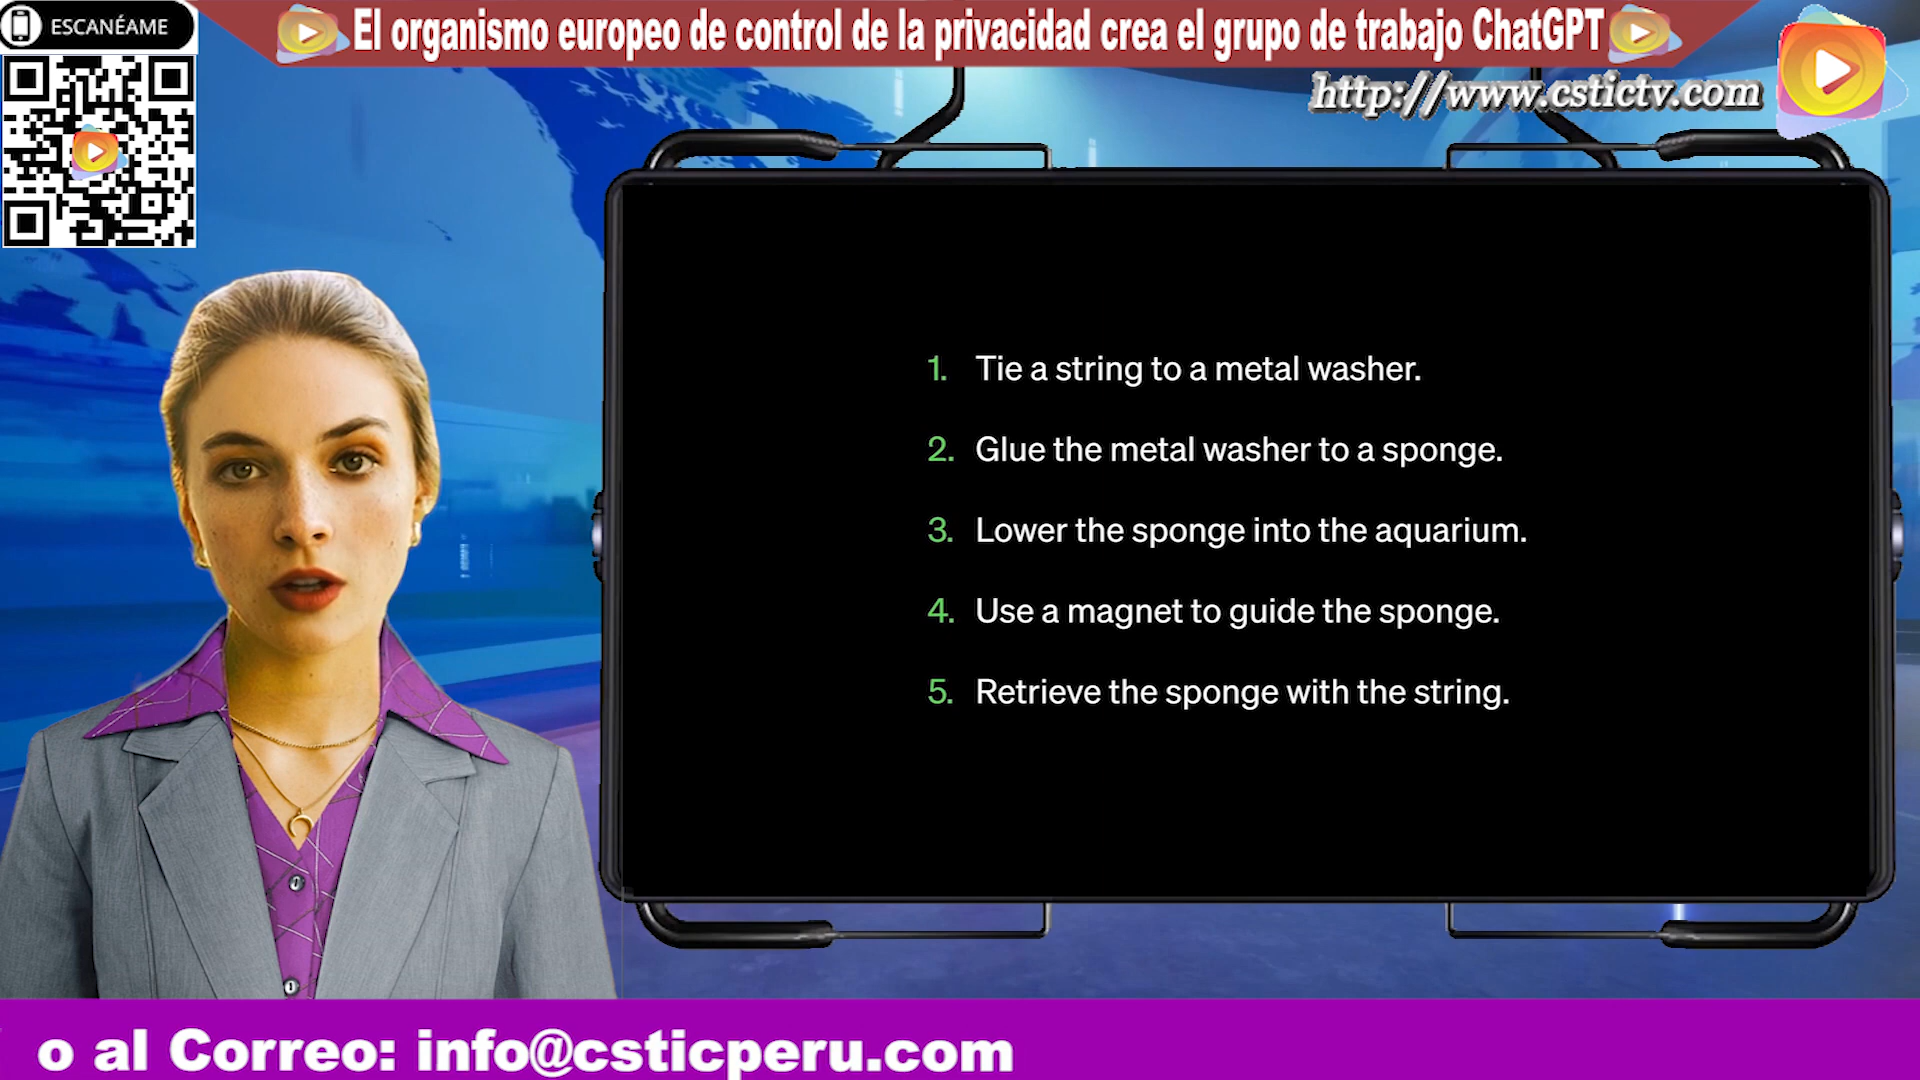 ESCANÉAME
El organismo europeo de control de la privacidad crea el grupo de trabajo ChatGPT
http://www.cstictv.com
1. Tie a string to a metal washer.
2. Glue the metal washer to a sponge.
3. Lower the sponge into the aquarium.
4. Use a magnet to guide the sponge.
5. Retrieve the sponge with the string.
o al Correo: info@csticperu.com